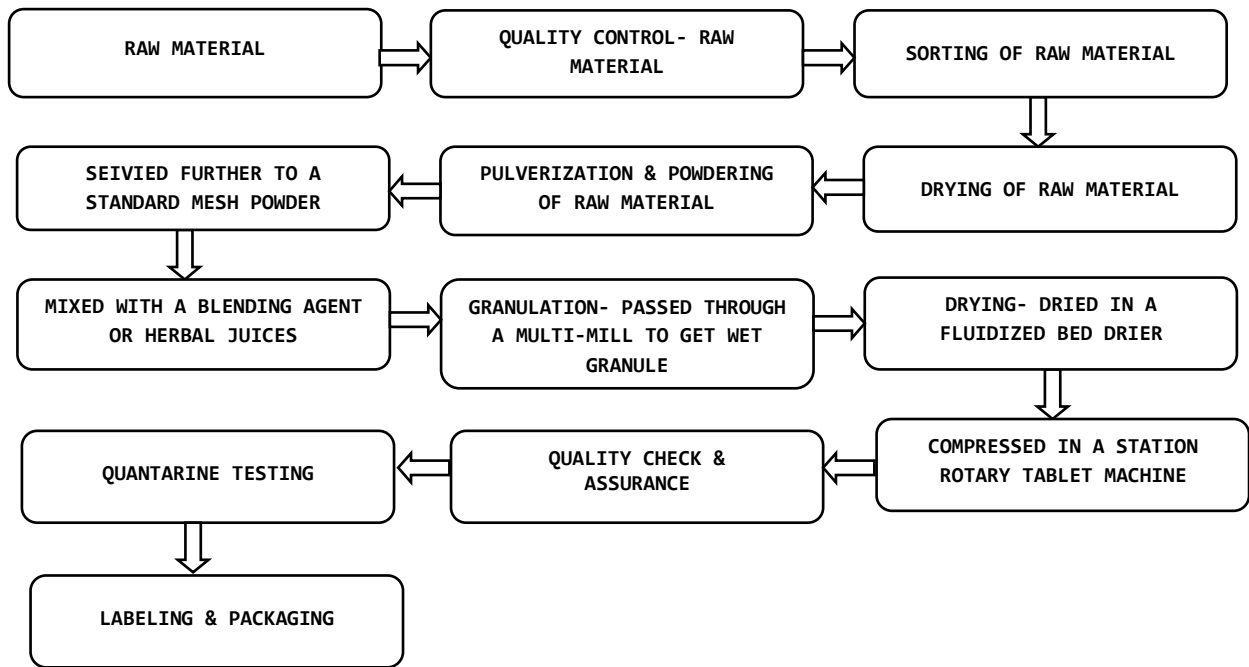 RAW MATERIAL
QUALITY CONTROL- RAW
MATERIAL
SORTING OF RAW MATERIAL
DRYING OF RAW MATERIAL
PULVERIZATION & POWDERING
OF RAW MATERIAL
SEIVIED FURTHER TO A
STANDARD MESH POWDER
MIXED WITH A BLENDING AGENT
OR HERBAL JUICES
GRANULATION- PASSED THROUGH
A MULTI-MILL TO GET WET
GRANULE
DRYING- DRIED IN A
FLUIDIZED BED DRIER
COMPRESSED IN A STATION
ROTARY TABLET MACHINE
QUALITY CHECK &
ASSURANCE
QUANTARINE TESTING
LABELING & PACKAGING